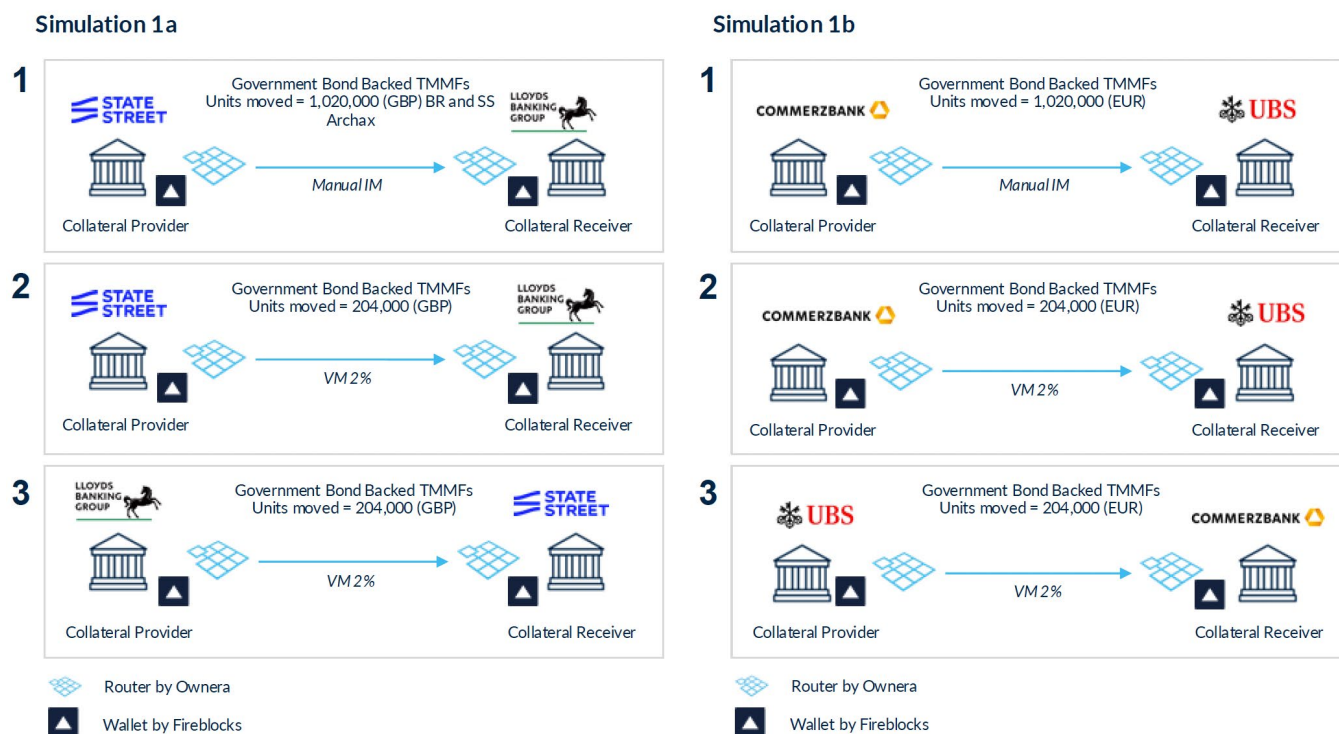 Simulation 1a
1
STATE
STREET
Government Bond Backed TMMFs
Units moved = 1,020,000 (GBP) BR and SS
Archax
LLOYDS
BANKING
GROUP
Manual IM
Collateral Provider
Collateral Receiver
2
STATE
STREET
Government Bond Backed TMMFs
Units moved = 204,000 (GBP)
LLOYDS
BANKING
GROUP
VM 2%
Collateral Provider
Collateral Receiver
3
LLOYDS
BANKING
GROUP
Government Bond Backed TMMFs
Units moved = 204,000 (GBP)
STATE
STREET
VM 2%
Collateral Provider
Collateral Receiver
Router by Ownera
Wallet by Fireblocks
Simulation 1b
1
COMMERZBANK
Government Bond Backed TMMFs
Units moved = 1,020,000 (EUR)
UBS
Manual IM
Collateral Provider
Collateral Receiver
2
COMMERZBANK
Government Bond Backed TMMFs
Units moved = 204,000 (EUR)
UBS
VM 2%
Collateral Provider
Collateral Receiver
3
UBS
Government Bond Backed TMMFs
Units moved = 204,000 (EUR)
COMMERZBANK
VM 2%
Collateral Provider
Collateral Receiver
Router by Ownera
Wallet by Fireblocks